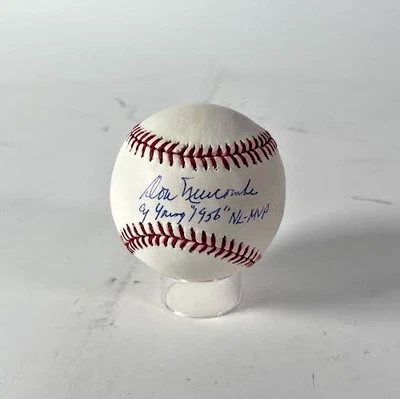 Don Newcombe
Cy Young "1956" NL-MVP